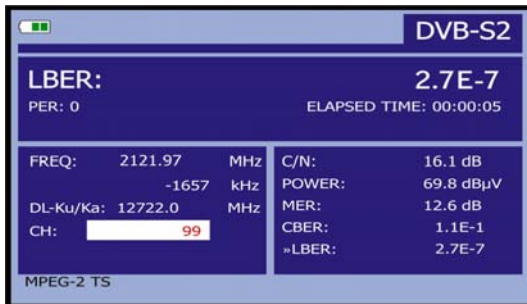 DVB-S2
LBER: 2.7E-7
PER: 0 ELAPSED TIME: 00:00:05
FREQ: 2121.97 MHz
-1657 kHz
DL-Ku/Ka: 12722.0 MHz
CH: 99
C/N: 16.1 dB
POWER: 69.8 dBµV
MER: 12.6 dB
CBER: 1.1E-1
»LBER: 2.7E-7
MPEG-2 TS